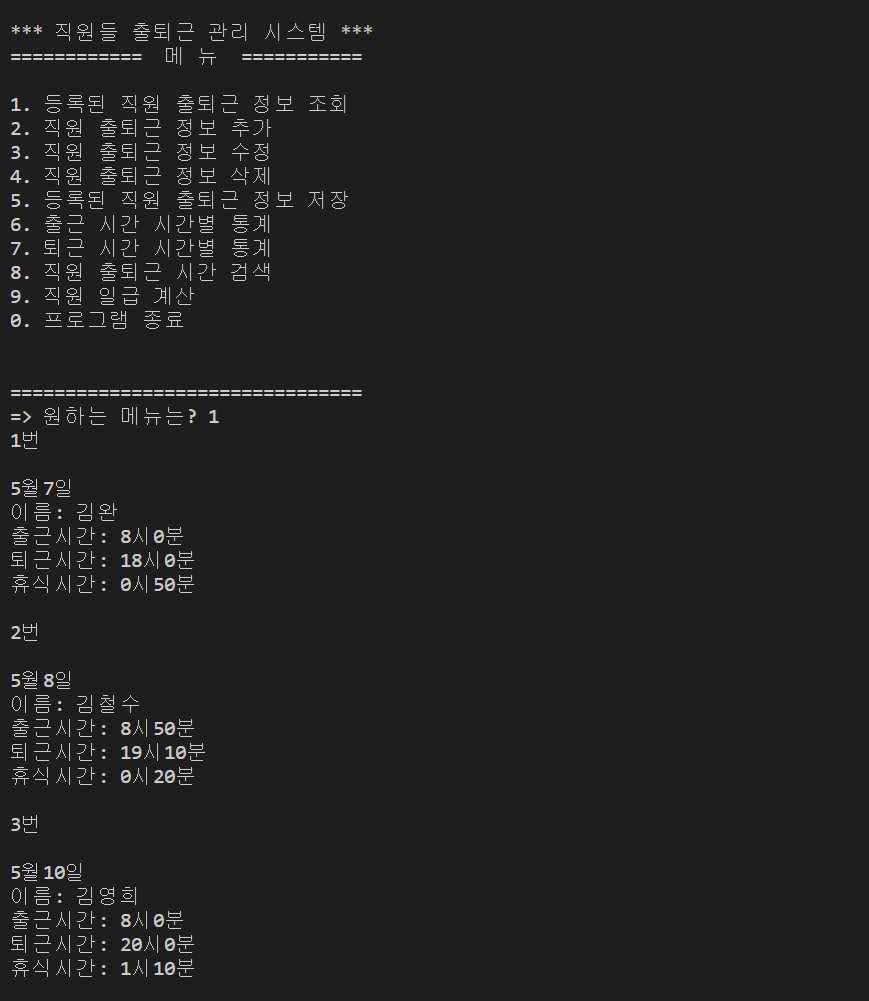 *** 직원들 출퇴근 관리 시스템 ***
============ 메 뉴 ===========
1. 등록된 직원 출퇴근 정보 조회
2. 직원 출퇴근 정보 추가
3. 직원 출퇴근 정보 수정
4. 직원 출퇴근 정보 삭제
5. 등록된 직원 출퇴근 정보 저장
6. 출근 시간 시간별 통계
7. 퇴근 시간 시간별 통계
8. 직원 출퇴근 시간 검색
9. 직원 일급 계산
0. 프로그램 종료
================================
=> 원하는 메뉴는? 1
1번
5월7일
이름: 김완
출근시간: 8시0분
퇴근시간: 18시0분
휴식시간: 0시50분
2번
5월8일
이름: 김철수
출근시간: 8시50분
퇴근시간: 19시10분
휴식시간: 0시20분
3번
5월10일
이름: 김영희
출근시간: 8시0분
퇴근시간: 20시0분
휴식시간: 1시10분